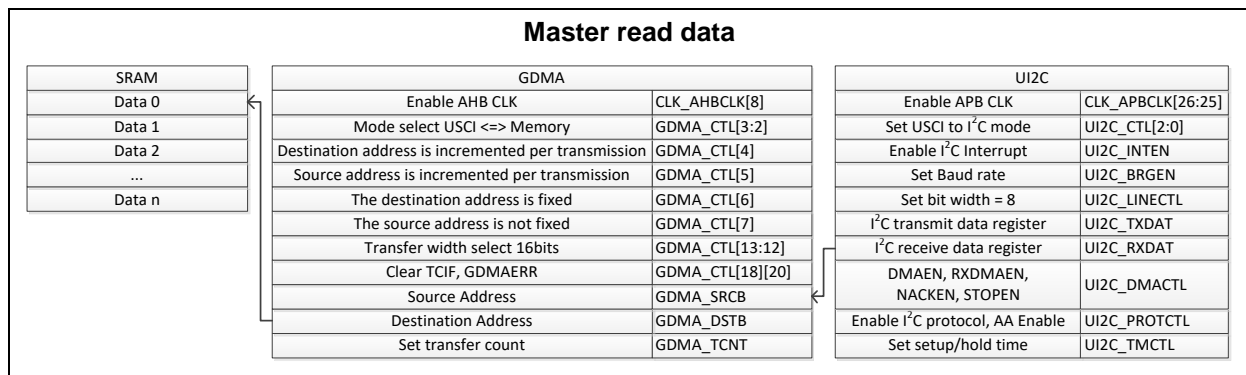 Master read data
SRAM
Data 0
Data 1
Data 2
...
Data n
GDMA
Enable AHB CLK CLK_AHBCLK[8]
Mode select USCI <=> Memory GDMA_CTL[3:2]
Destination address is incremented per transmission GDMA_CTL[4]
Source address is incremented per transmission GDMA_CTL[5]
The destination address is fixed GDMA_CTL[6]
The source address is not fixed GDMA_CTL[7]
Transfer width select 16bits GDMA_CTL[13:12]
Clear TCIF, GDMAERR GDMA_CTL[18][20]
Source Address GDMA_SRCB
Destination Address GDMA_DSTB
Set transfer count GDMA_TCNT
UI2C
Enable APB CLK CLK_APBCLK[26:25]
Set USCI to I²C mode UI2C_CTL[2:0]
Enable I²C Interrupt UI2C_INTEN
Set Baud rate UI2C_BRGEN
Set bit width = 8 UI2C_LINECTL
I²C transmit data register UI2C_TXDAT
I²C receive data register UI2C_RXDAT
DMAEN, RXDMAEN,
NACKEN, STOPEN UI2C_DMACTL
Enable I²C protocol, AA Enable UI2C_PROTCTL
Set setup/hold time UI2C_TMCTL